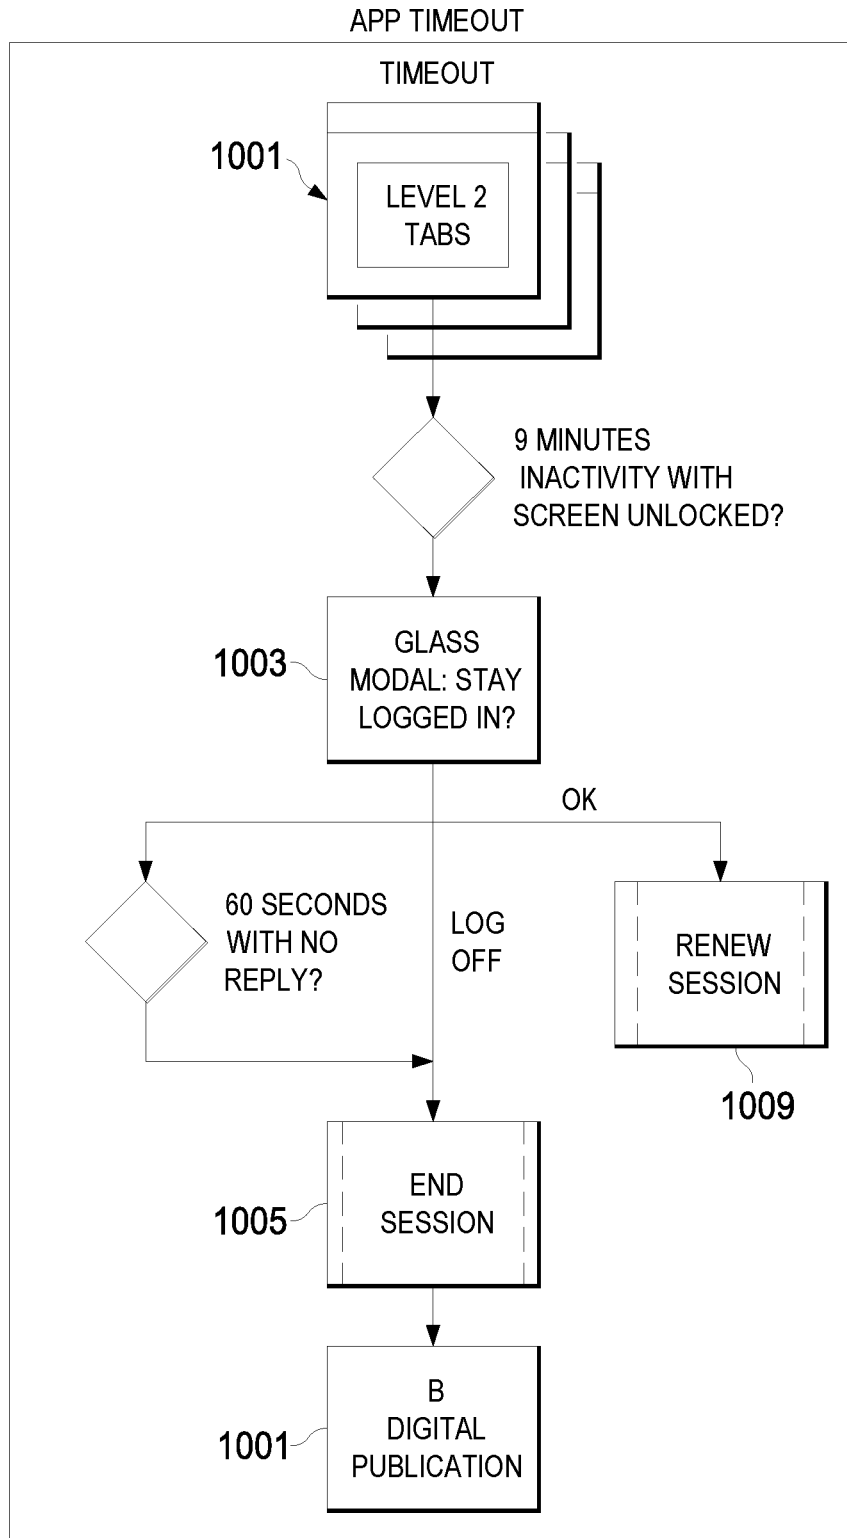 APP TIMEOUT
TIMEOUT
1001
LEVEL 2
TABS
9 MINUTES
INACTIVITY WITH
SCREEN UNLOCKED?
1003
GLASS
MODAL: STAY
LOGGED IN?
OK
60 SECONDS
WITH NO
REPLY?
LOG
OFF
RENEW
SESSION
1009
1005
END
SESSION
1001
B
DIGITAL
PUBLICATION